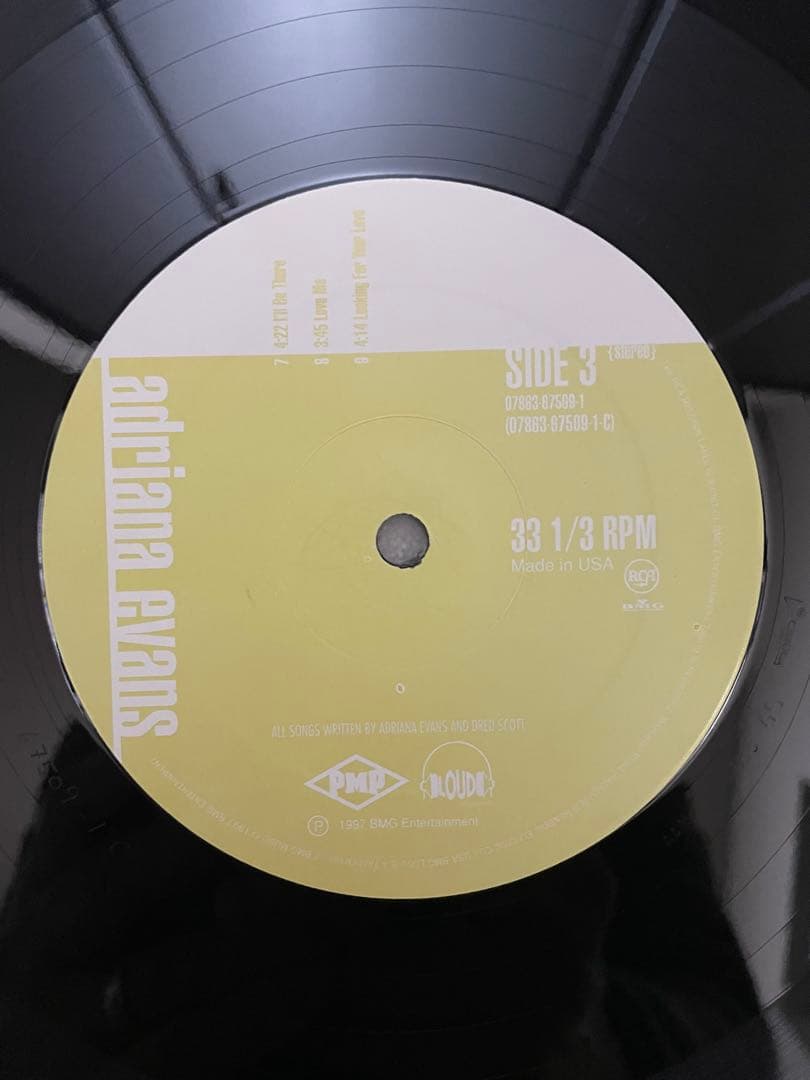 adriana evans
7 4:22 I'll Be There
8 3:45 Love Me
9 4:14 Looking For Your Love
SIDE 3 {stereo}
07863-67509-1
(07863-67509-1-C)
33 1/3 RPM
Made in USA
RCA
BMG
ALL SONGS WRITTEN BY ADRIANA EVANS AND DRED SCOTT
PMP
LOUD
Ⓟ 1997 BMG Entertainment